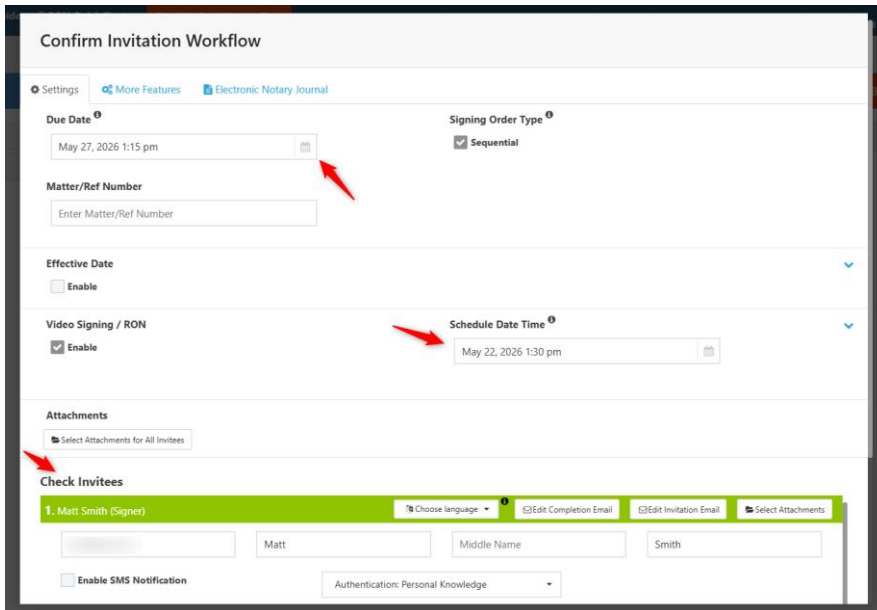 Confirm Invitation Workflow
Settings
More Features
Electronic Notary Journal
Due Date
Signing Order Type
May 27, 2026 1:15 pm
Sequential
Matter/Ref Number
Enter Matter/Ref Number
Effective Date
Enable
Video Signing / RON
Schedule Date Time
Enable
May 22, 2026 1:30 pm
Attachments
Select Attachments for All Invitees
Check Invitees
1. Matt Smith (Signer)
Choose language
Edit Completion Email
Edit Invitation Email
Select Attachments
Matt
Middle Name
Smith
Enable SMS Notification
Authentication: Personal Knowledge